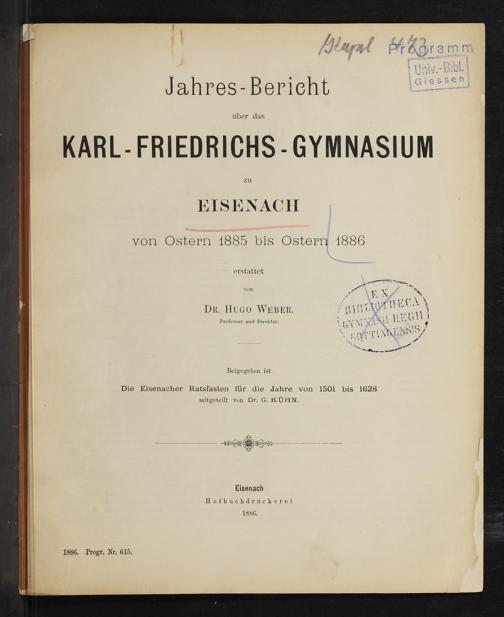 Programm
Univ.-Bibl.
Giessen
Jahres-Bericht
über das
KARL-FRIEDRICHS-GYMNASIUM
zu
EISENACH
von Ostern 1885 bis Ostern 1886
erstattet
von
DR. HUGO WEBER.
Professor und Direktor.
EX
BIBLIOTHECA
GYMNASII REGII
GOTTINGENSIS
Beigegeben ist
Die Eisenacher Ratsfasten für die Jahre von 1501 bis 1628
mitgeteilt von Dr. G. KÜHN.
Eisenach
Hofbuchdruckerei
1886.
1886. Progr. Nr. 615.